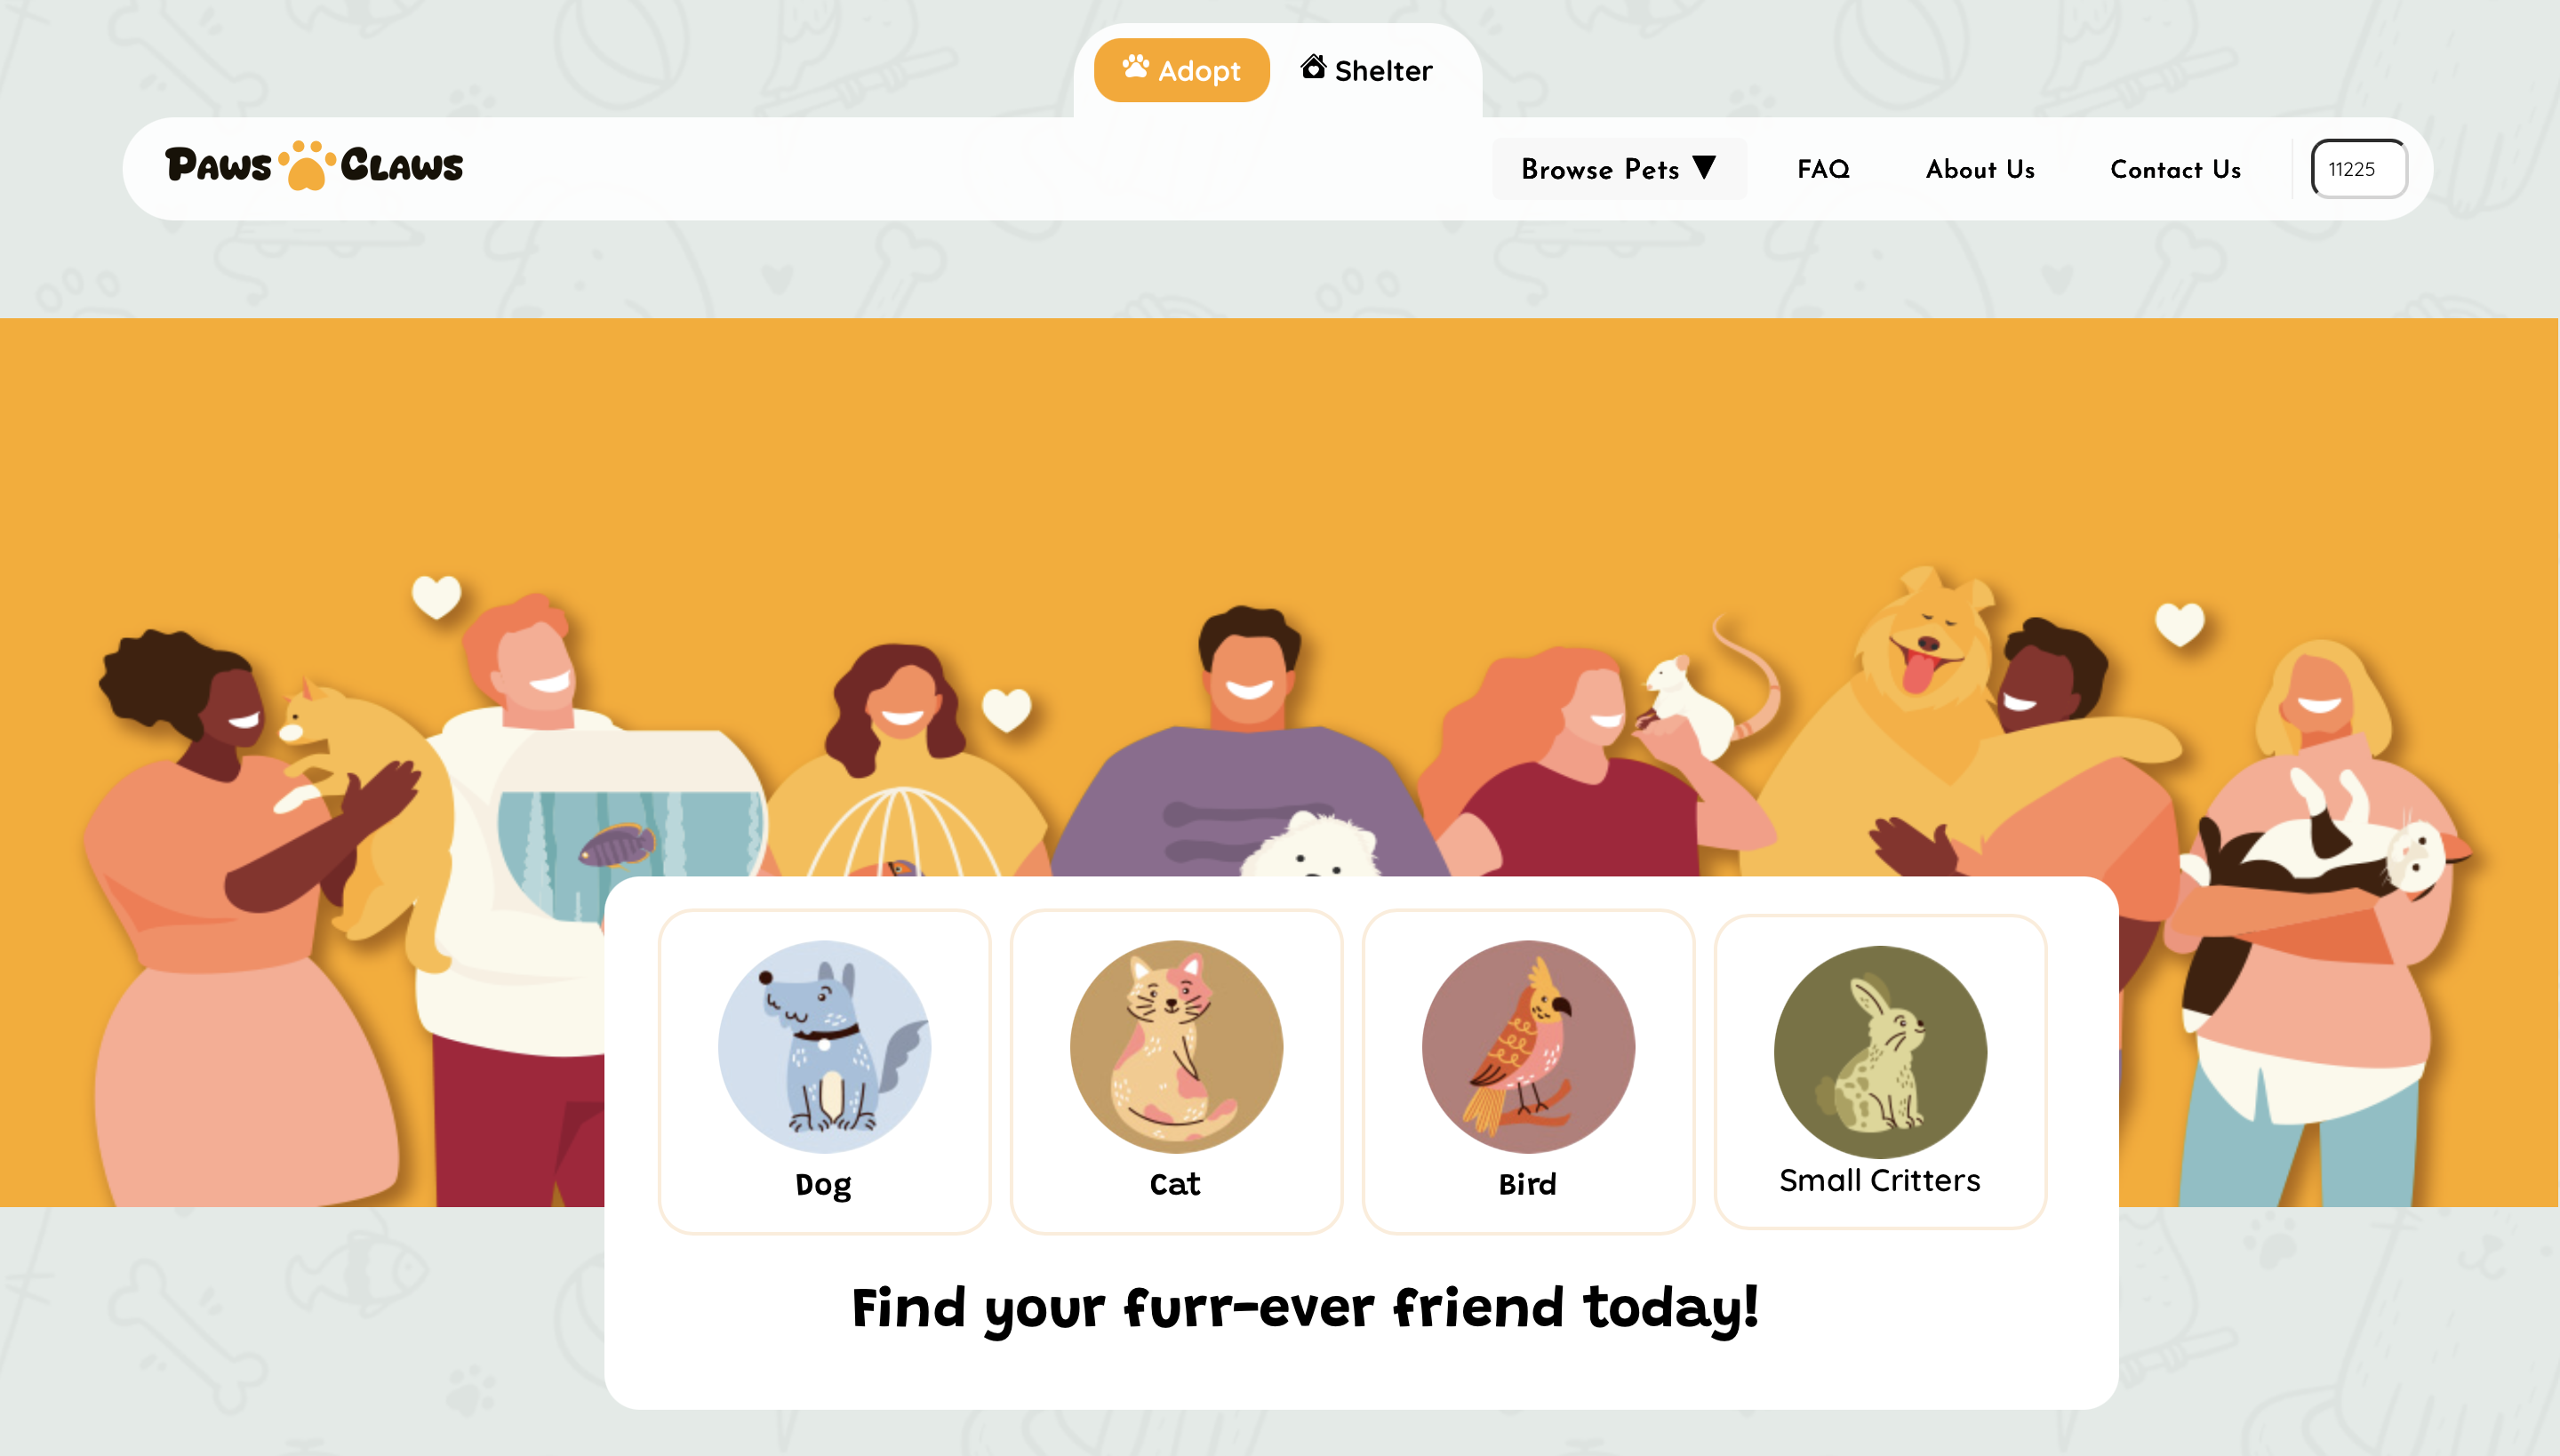 Adopt
Shelter
Paws Claws
Browse Pets ▼
FAQ
About Us
Contact Us
11225
Dog
Cat
Bird
Small Critters
Find your furr-ever friend today!